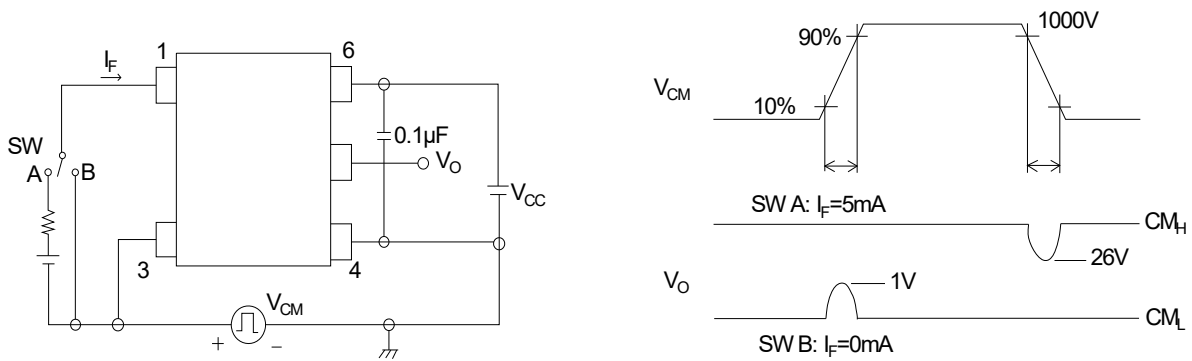 1
6
I_F
0.1μF
SW
A
B
V_O
V_CC
3
4
V_CM
+
-
90%
1000V
V_CM
10%
SW A: I_F=5mA
CM_H
26V
V_O
1V
CM_L
SW B: I_F=0mA